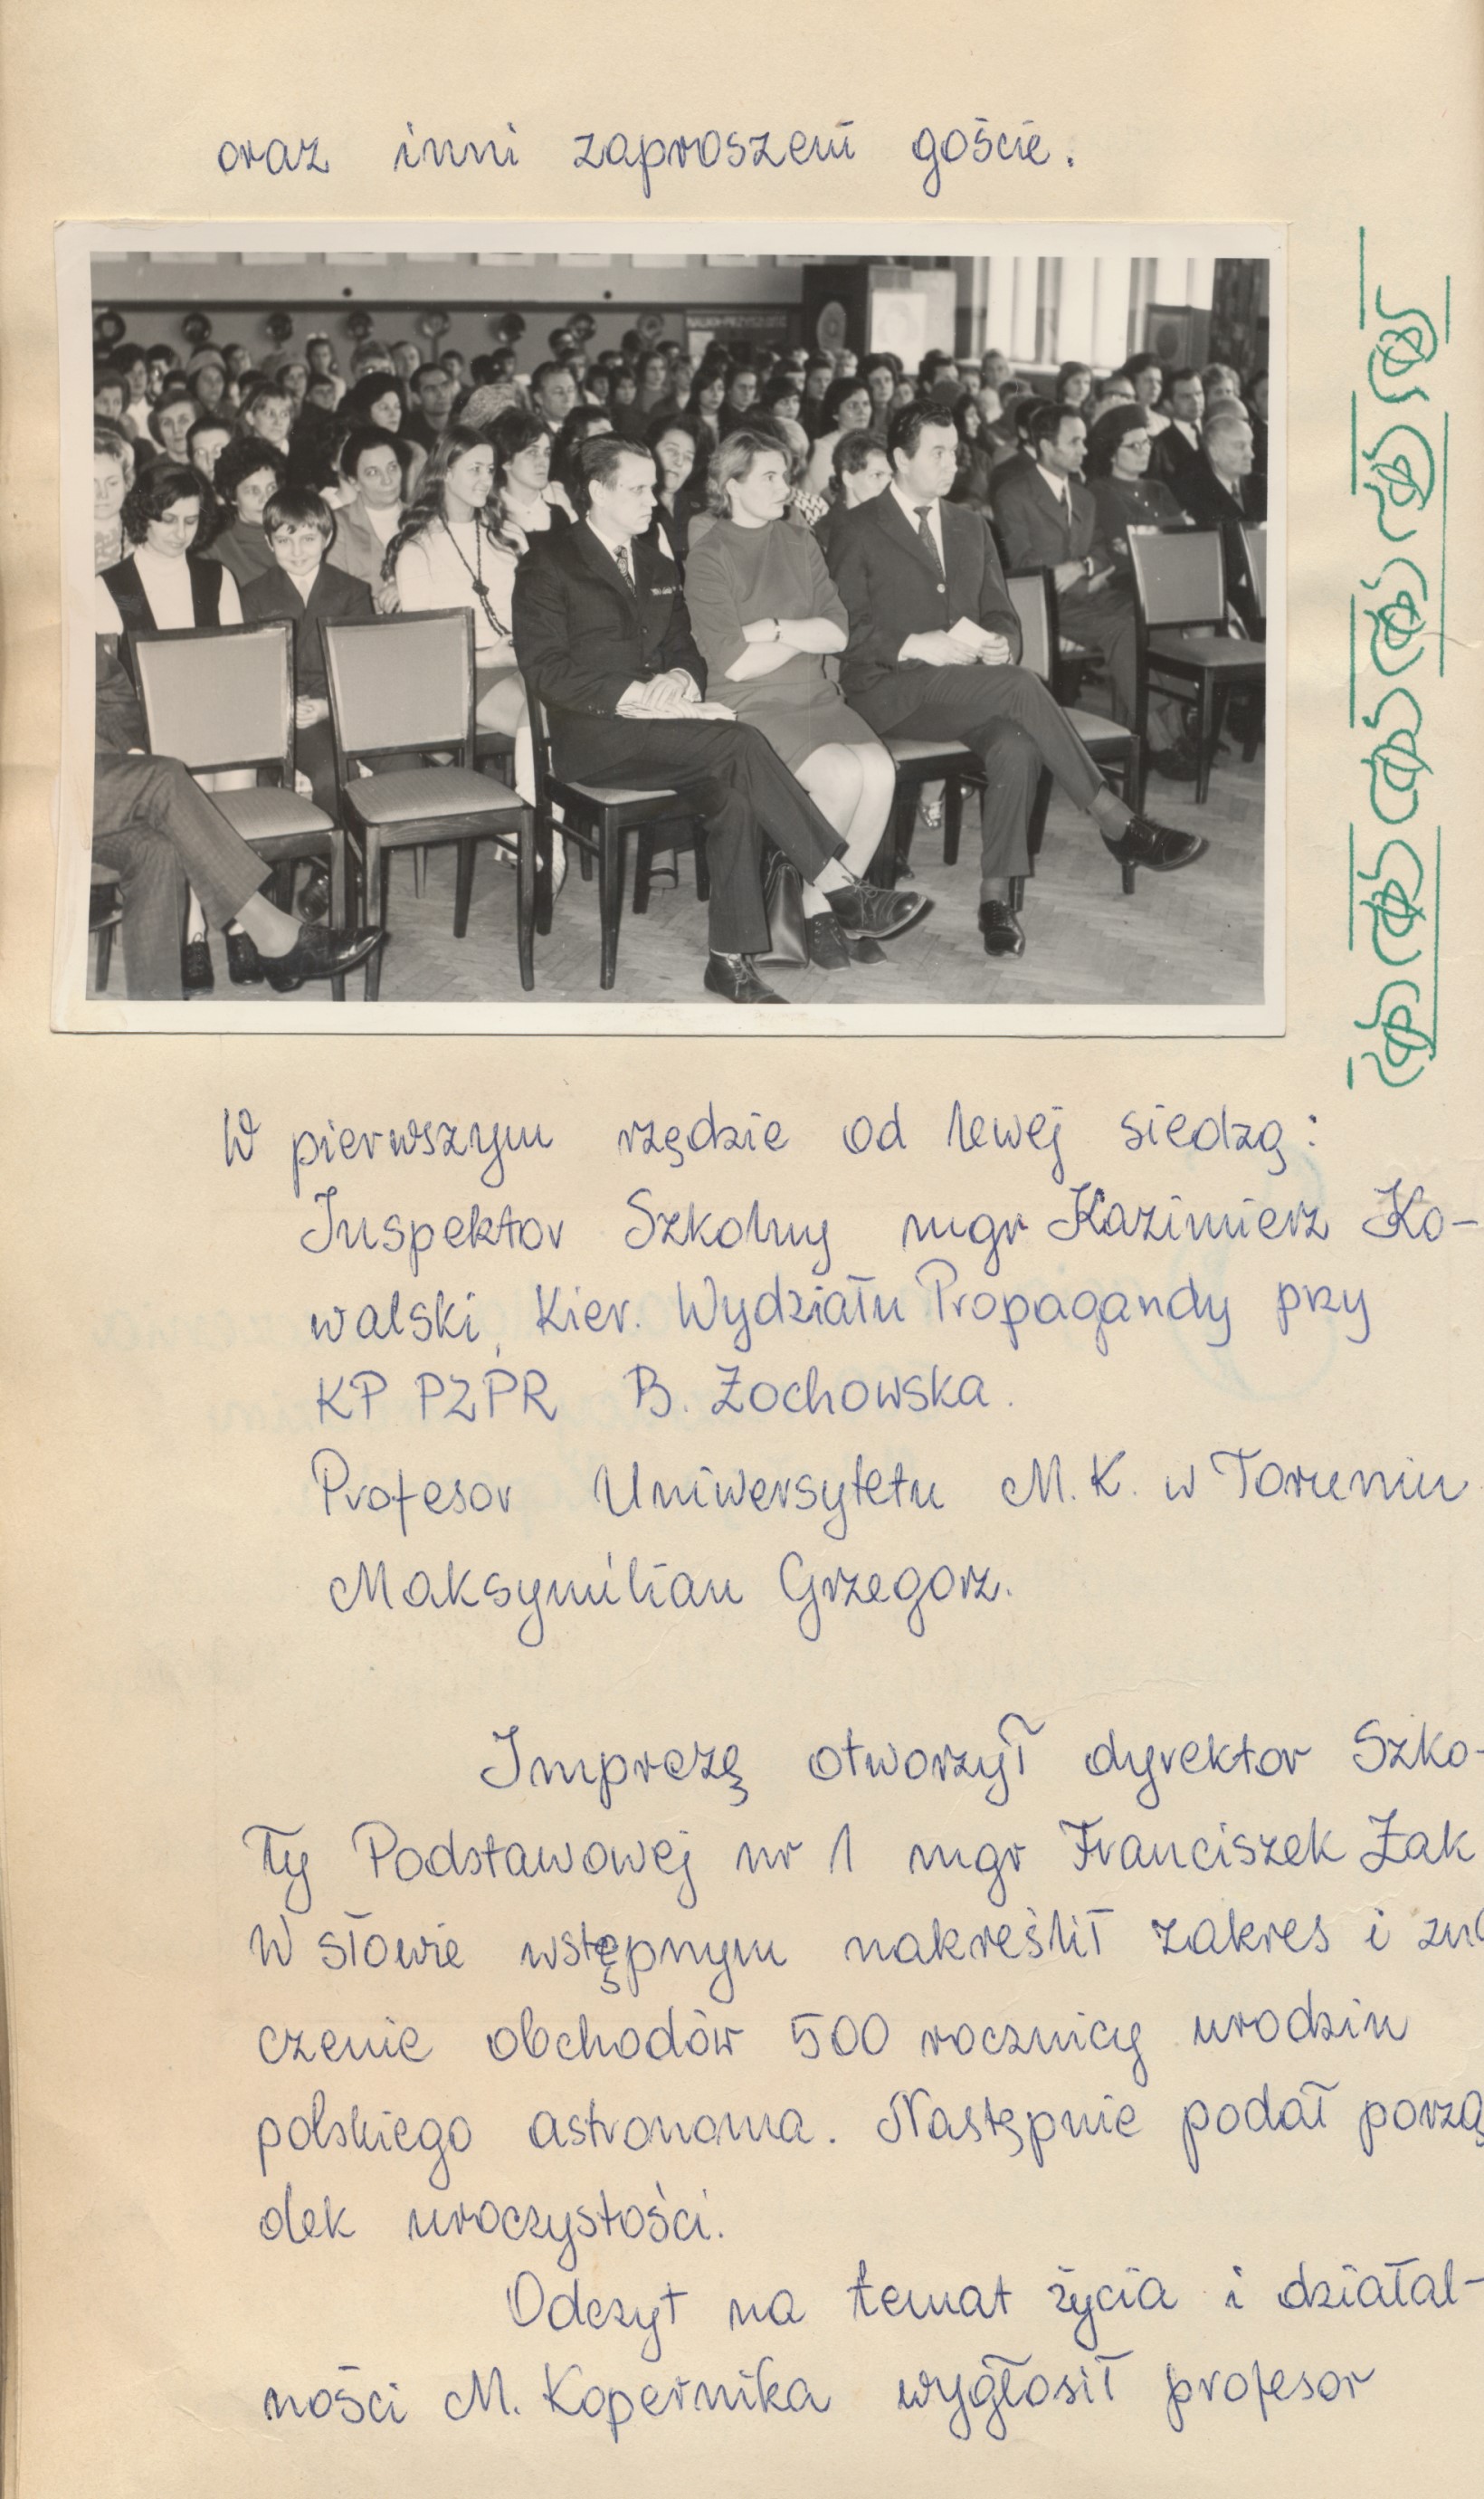 oraz inni zaproszeni goście.
W pierwszym rzędzie od lewej siedzą:
Inspektor Szkolny mgr Kazimierz Ko-
walski, Kier. Wydziału Propagandy przy
KP PZPR B. Żochowska.
Profesor Uniwersytetu M. K. w Toruniu
Maksymilian Grzegorz.
Imprezę otworzył dyrektor Szko-
ły Podstawowej nr 1 mgr Franciszek Żak
W słowie wstępnym nakreślił zakres i zna
czenie obchodów 500 rocznicy urodzin
polskiego astronoma. Następnie podał porzą
dek uroczystości.
Odczyt na temat życia i działal-
ności M. Kopernika wygłosił profesor